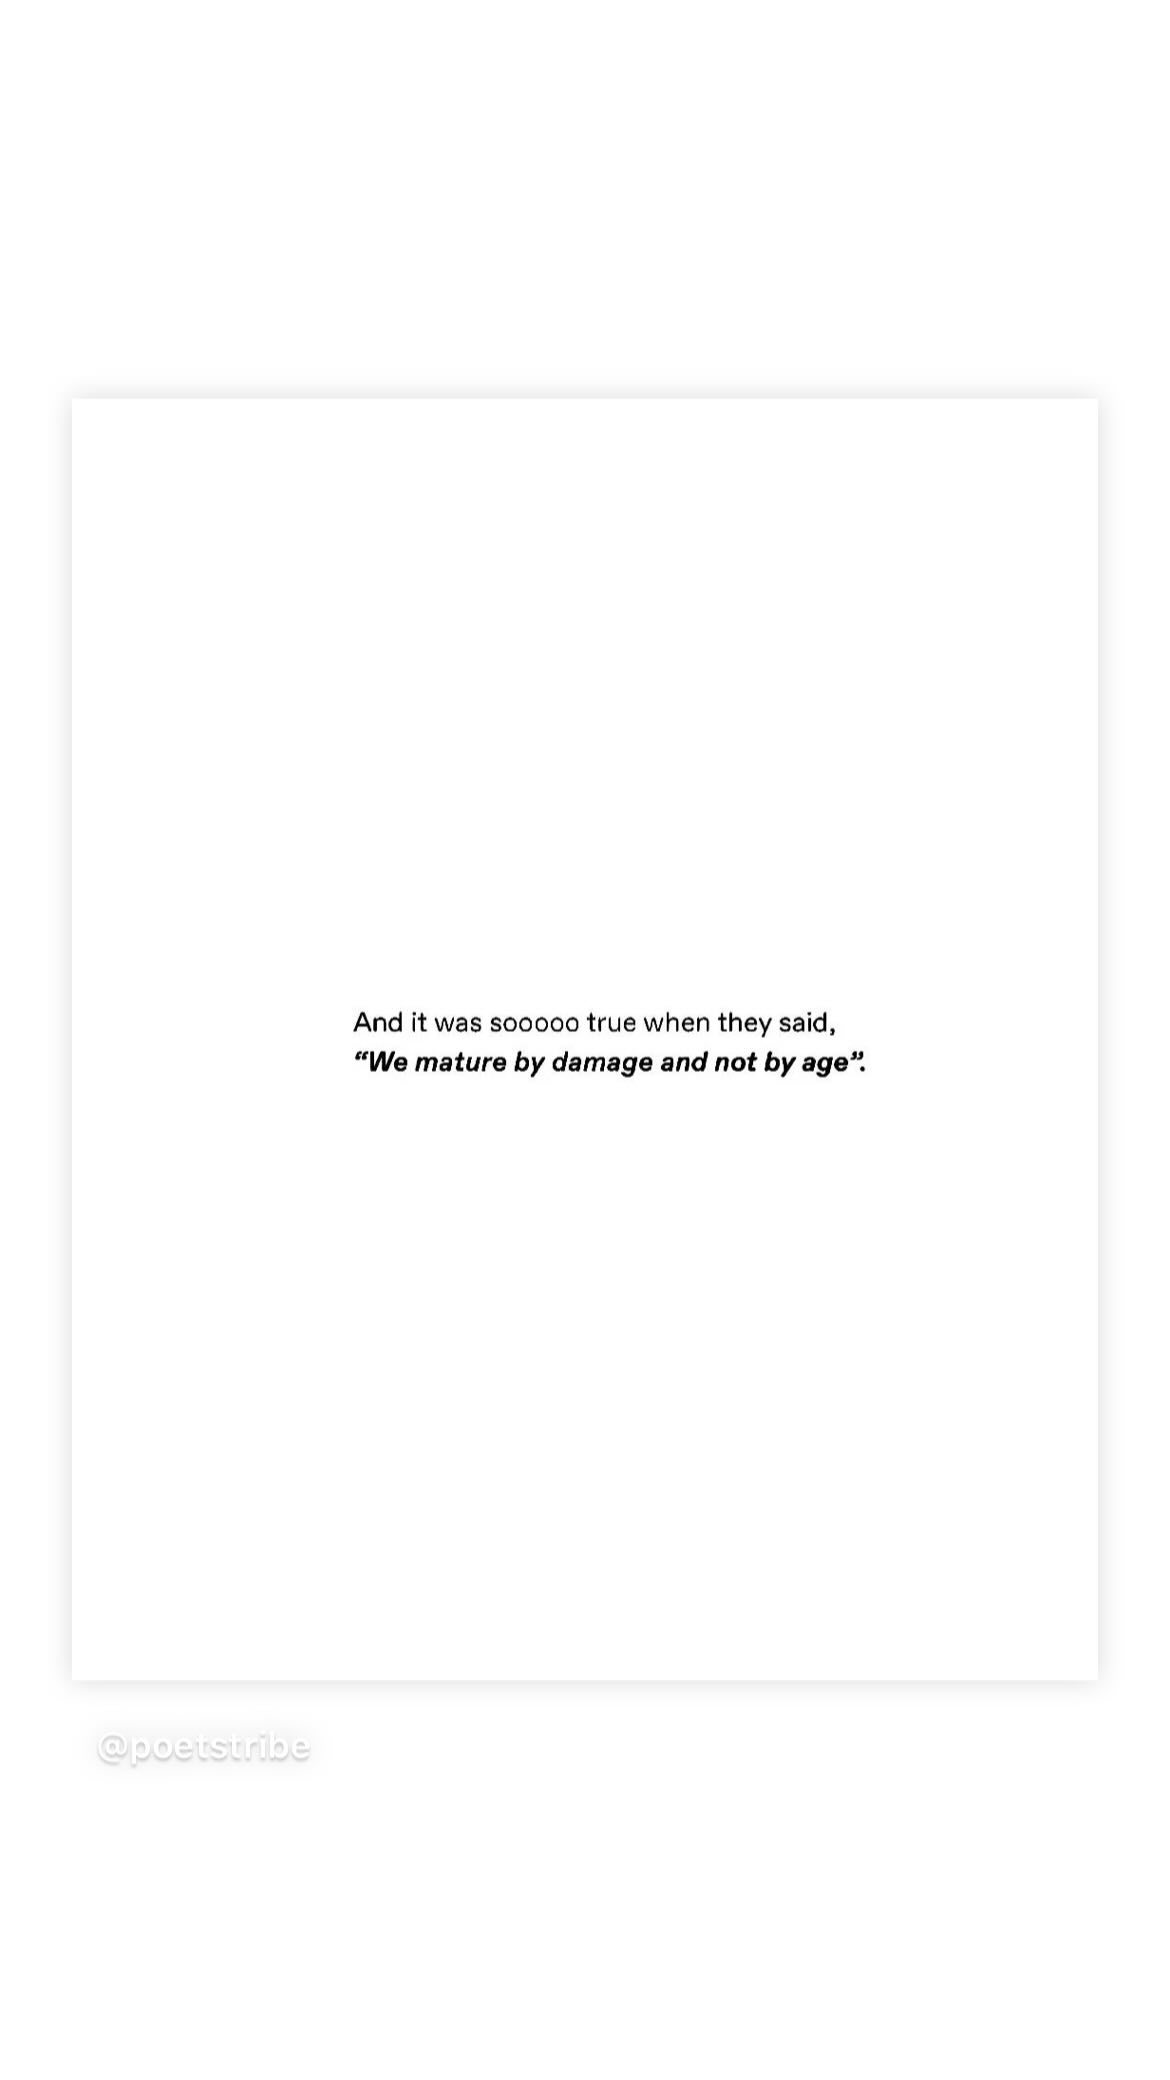 And it was sooooo true when they said,
“We mature by damage and not by age”.
@poetstribe